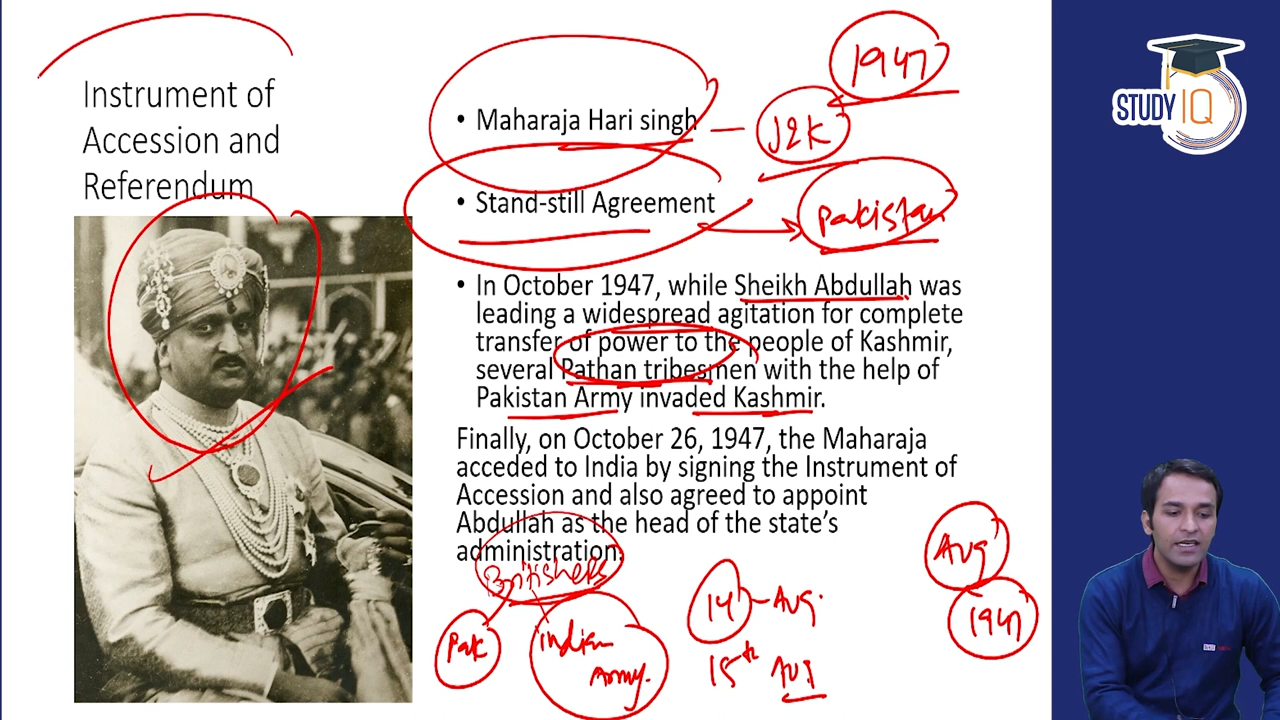 Instrument of
Accession and
Referendum
1947
• Maharaja Hari singh – J&K
• Stand-still Agreement
Pakistan
• In October 1947, while Sheikh Abdullah was
leading a widespread agitation for complete
transfer of power to the people of Kashmir,
several Pathan tribesmen with the help of
Pakistan Army invaded Kashmir.
Finally, on October 26, 1947, the Maharaja
acceded to India by signing the Instrument of
Accession and also agreed to appoint
Abdullah as the head of the state’s
administration.
Britishers
Pak
Indian
Army.
14 – Aug.
15th Aug
Aug
1947
STUDY IQ